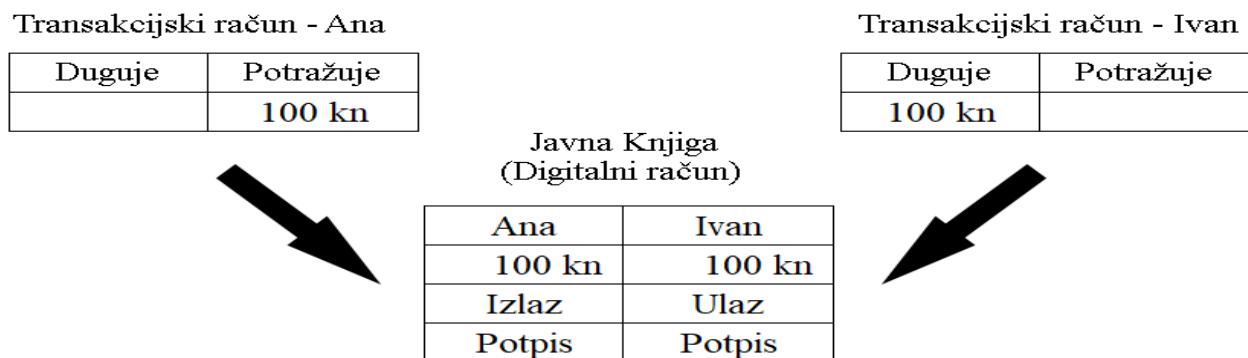 Transakcijski račun - Ana
Duguje Potražuje
100 kn
Transakcijski račun - Ivan
Duguje Potražuje
100 kn
Javna Knjiga
(Digitalni račun)
Ana Ivan
100 kn 100 kn
Izlaz Ulaz
Potpis Potpis